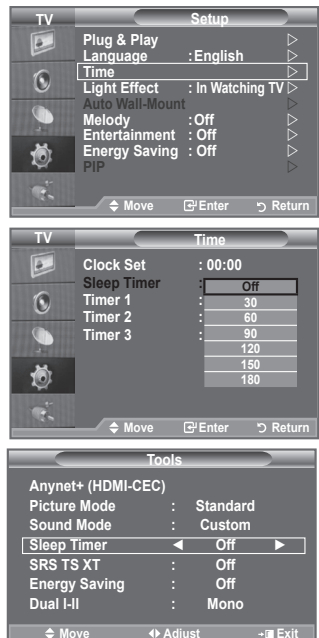 TV Setup
Plug & Play
Language : English
Time
Light Effect : In Watching TV
Auto Wall-Mount
Melody : Off
Entertainment : Off
Energy Saving : Off
PIP
Move Enter Return
TV Time
Clock Set : 00:00
Sleep Timer : Off
Timer 1 : 30
Timer 2 : 60
Timer 3 : 90
120
150
180
Move Enter Return
Tools
Anynet+ (HDMI-CEC)
Picture Mode : Standard
Sound Mode : Custom
Sleep Timer ◄ Off ►
SRS TS XT : Off
Energy Saving : Off
Dual I-II : Mono
Move Adjust Exit